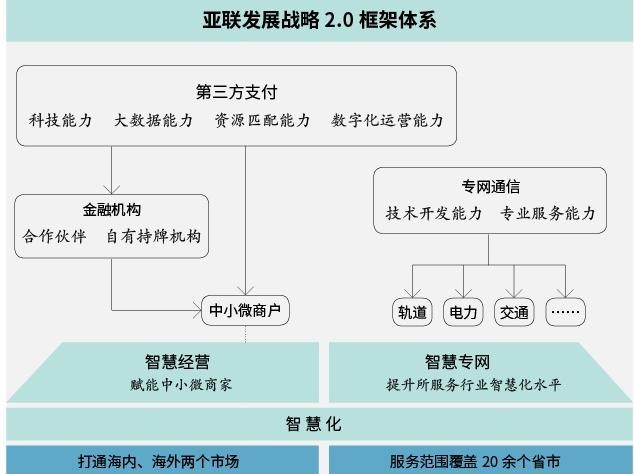 亚联发展战略 2.0 框架体系
第三方支付
科技能力 大数据能力 资源匹配能力 数字化运营能力
金融机构
合作伙伴 自有持牌机构
中小微商户
专网通信
技术开发能力 专业服务能力
轨道 电力 交通 ……
智慧经营
赋能中小微商家
智慧专网
提升所服务行业智慧化水平
智慧化
打通海内、海外两个市场
服务范围覆盖 20 余个省市